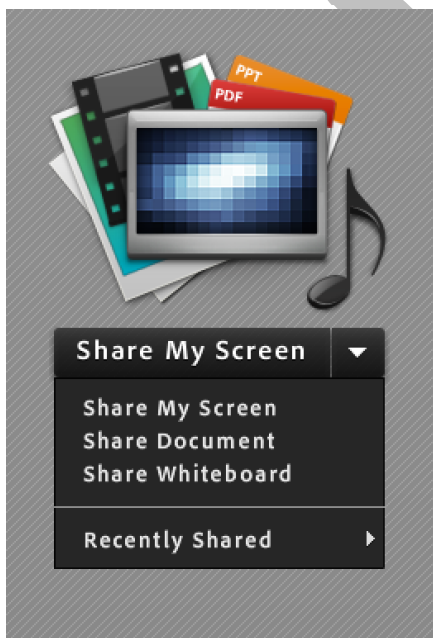 PPT
PDF
Share My Screen
Share My Screen
Share Document
Share Whiteboard
Recently Shared